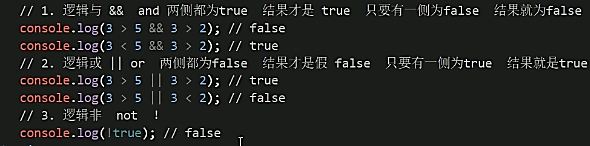 // 1. 逻辑与 &&  and 两侧都为true  结果才是 true  只要有一侧为false  结果就为false
console.log(3 > 5 && 3 > 2); // false
console.log(3 < 5 && 3 > 2); // true
// 2. 逻辑或 || or  两侧都为false  结果才是假 false  只要有一侧为true  结果就是true
console.log(3 > 5 || 3 > 2); // true
console.log(3 > 5 || 3 < 2); // false
// 3. 逻辑非  not  !
console.log(!true); // false